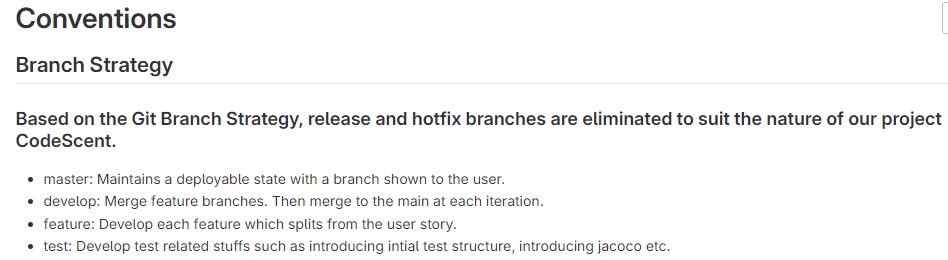 Conventions
Branch Strategy
Based on the Git Branch Strategy, release and hotfix branches are eliminated to suit the nature of our project
CodeScent.
• master: Maintains a deployable state with a branch shown to the user.
• develop: Merge feature branches. Then merge to the main at each iteration.
• feature: Develop each feature which splits from the user story.
• test: Develop test related stuffs such as introducing intial test structure, introducing jacoco etc.